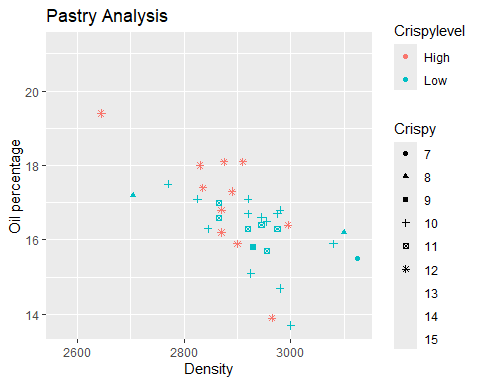 Pastry Analysis
20
18
16
14
2600
2800
3000
Oil percentage
Density
Crispylevel
High
Low
Crispy
7
8
9
10
11
12
13
14
15